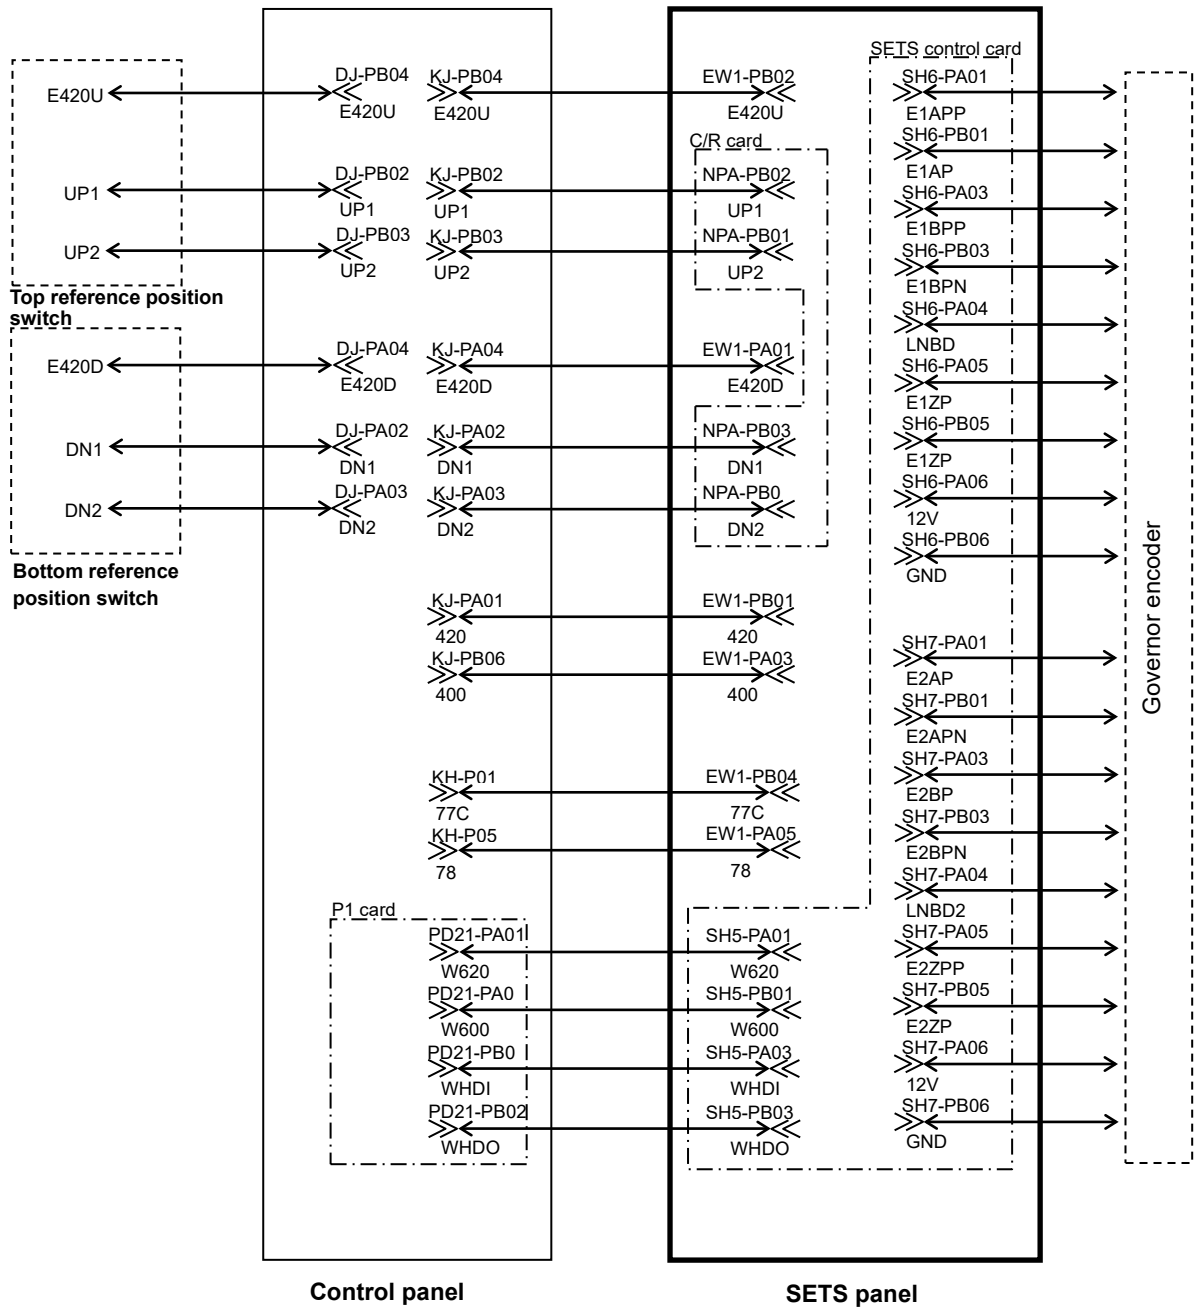 SETS control card
DJ-PB04 KJ-PB04 EW1-PB02 SH6-PA01
E420U
E420U E420U E420U E1APP
C/R card SH6-PB01
E1AP
DJ-PB02 KJ-PB02 NPA-PB02 SH6-PA03
UP1
UP1 UP1 UP1 E1BPP
DJ-PB03 KJ-PB03 NPA-PB01 SH6-PB03
UP2
UP2 UP2 UP2 E1BPN
Top reference position
switch
SH6-PA04
LNBD
DJ-PA04 KJ-PA04 EW1-PA01 SH6-PA05
E420D
E420D E420D E420D E1ZP
DJ-PA02 KJ-PA02 NPA-PB03 SH6-PB05
DN1
DN1 DN1 DN1 E1ZP
DJ-PA03 KJ-PA03 NPA-PB0 SH6-PA06
DN2
DN2 DN2 DN2 12V
SH6-PB06
GND
Bottom reference
position switch
KJ-PA01 EW1-PB01
420 420
SH7-PA01
KJ-PB06 EW1-PA03
E2AP
400 400
SH7-PB01
E2APN
SH7-PA03
KH-P01 EW1-PB04
E2BP
77C 77C
SH7-PB03
KH-P05 EW1-PA05
E2BPN
78 78
SH7-PA04
P1 card LNBD2
PD21-PA01 SH5-PA01 SH7-PA05
W620 W620 E2ZPP
PD21-PA0 SH5-PB01 SH7-PB05
W600 W600 E2ZP
PD21-PB0 SH5-PA03 SH7-PA06
WHDI WHDI 12V
PD21-PB02 SH5-PB03 SH7-PB06
WHDO WHDO GND
Governor encoder
Control panel SETS panel